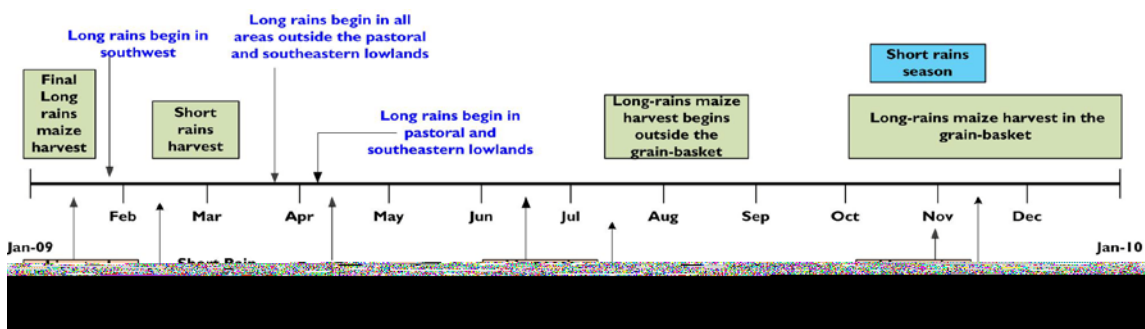 Long rains begin in
southwest
Long rains begin in all
areas outside the pastoral
and southeastern lowlands
Short rains
season
Final
Long
rains
maize
harvest
Short
rains
harvest
Long rains begin in
pastoral and
southeastern lowlands
Long-rains maize
harvest begins
outside the
grain-basket
Long-rains maize harvest in the
grain-basket
Feb
Mar
Apr
May
Jun
Jul
Aug
Sep
Oct
Nov
Dec
Jan-09
Jan-10
Short Rain